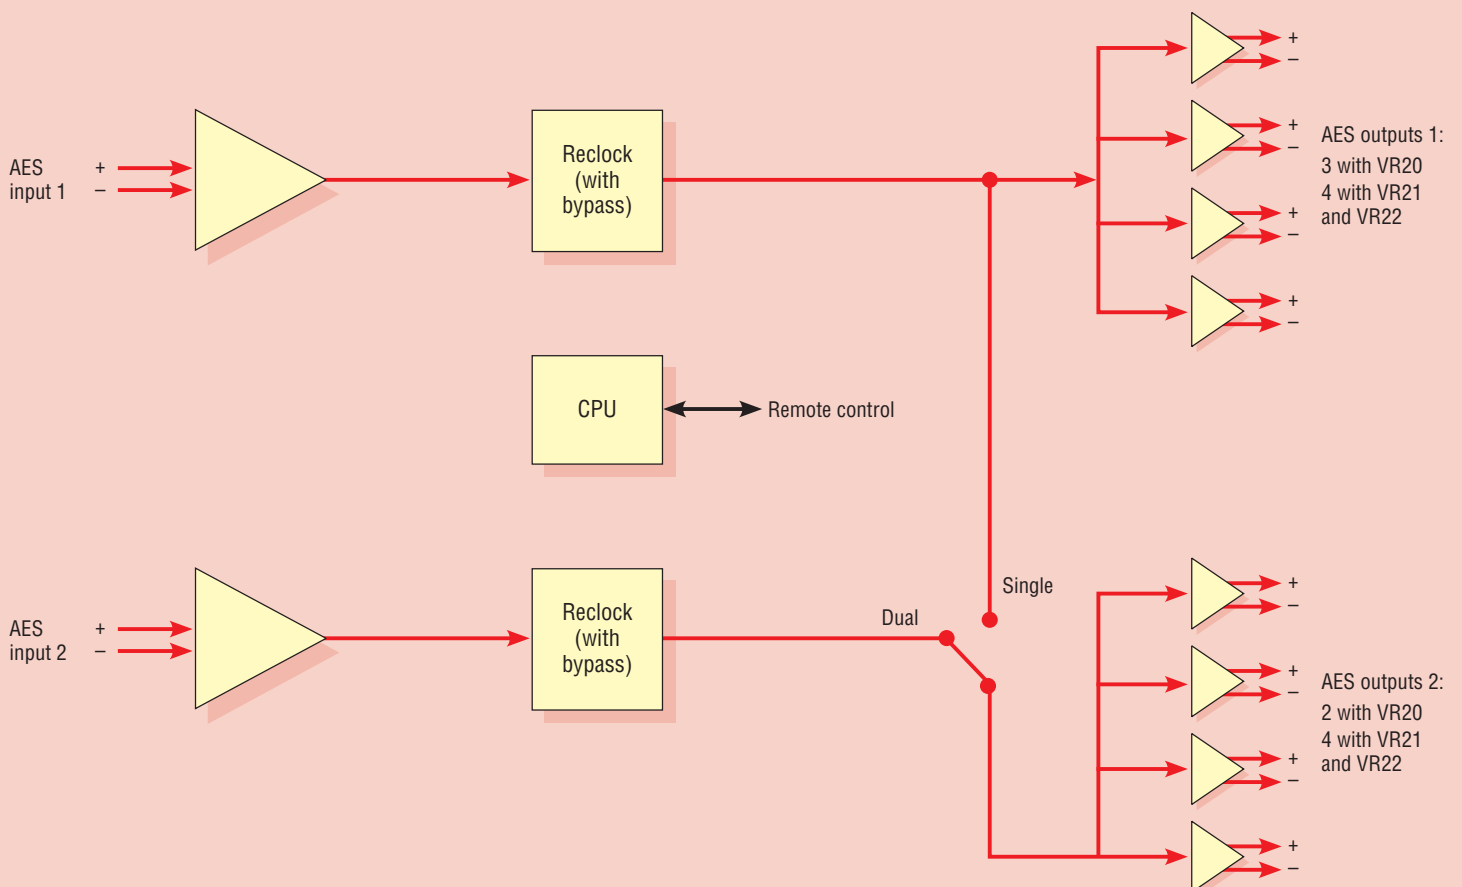 +
–
+
–
AES outputs 1:
3 with VR20
4 with VR21
and VR22
+
–
+
–
AES
input 1
+
–
Reclock
(with
bypass)
CPU
Remote control
Single
Dual
AES
input 2
+
–
Reclock
(with
bypass)
+
–
+
–
AES outputs 2:
2 with VR20
4 with VR21
and VR22
+
–
+
–